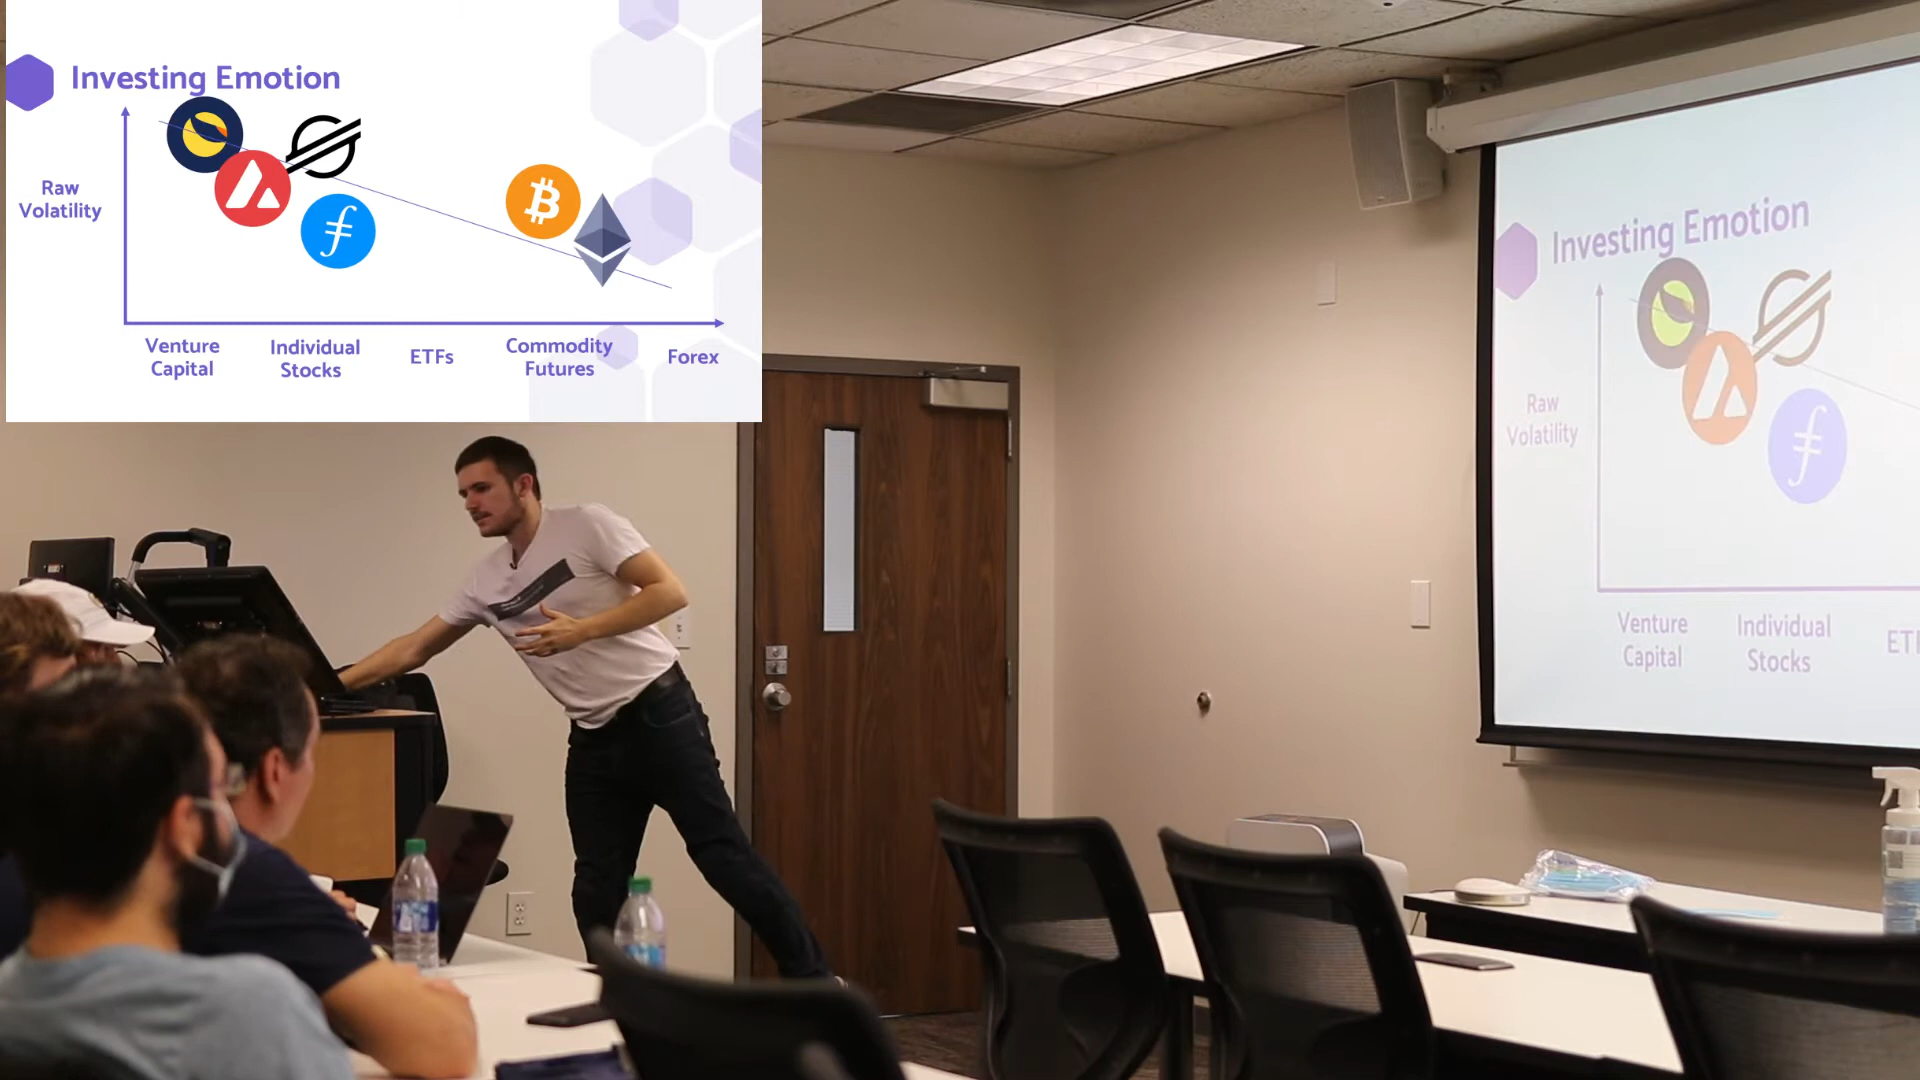 Investing Emotion
Raw
Volatility
Venture
Capital
Individual
Stocks
ETFs
Commodity
Futures
Forex
Investing Emotion
Raw
Volatility
Venture
Capital
Individual
Stocks